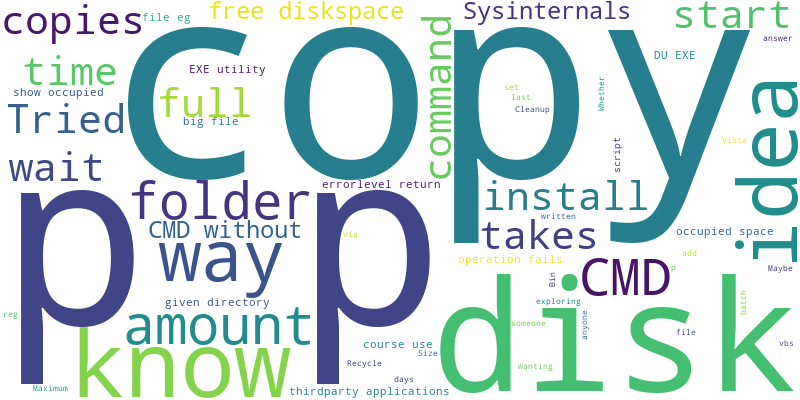 copies
file eg
free diskspace
Sysinternals
start
answer
copy
time
EXE utility
DU EXE
show occupied
full
command
set
last
Cleanup
Whether
idea
Tried
big file
script
Vista
wait
folder
errorlevel return
install
written
p p
CMD without
via
takes
occupied space
way
operation fails
add
CMD
Bin
p
Maybe
given directory
exploring
batch
reg
amount
disk
someone
anyone
file
know
course use
Size
vbs
Recycle
wanting
days
Maximum
thirdparty applications